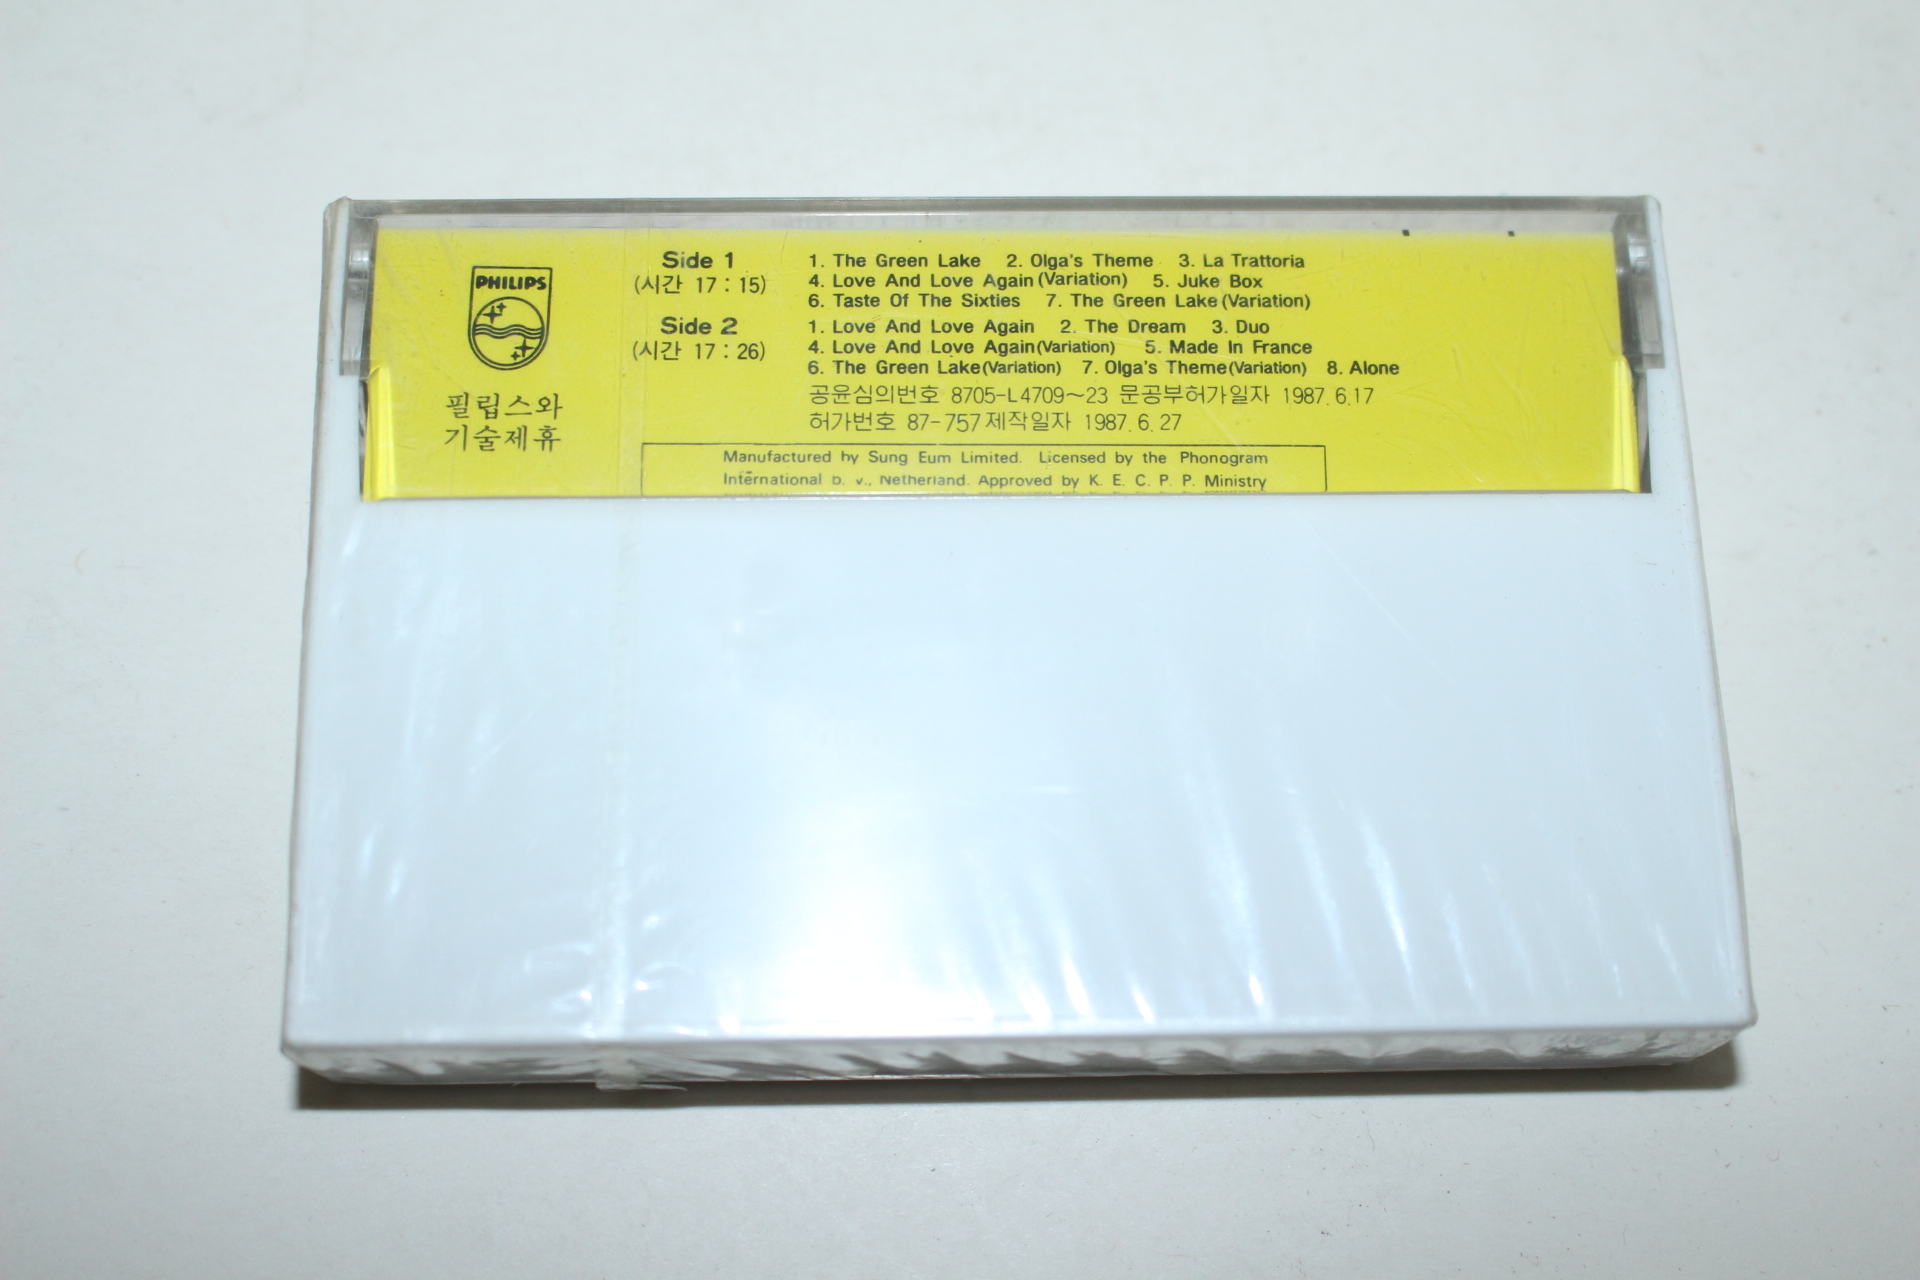 PHILIPS
필립스와
기술제휴
Side 1
(시간 17 : 15)
1. The Green Lake 2. Olga's Theme 3. La Trattoria
4. Love And Love Again (Variation) 5. Juke Box
6. Taste Of The Sixties 7. The Green Lake (Variation)
Side 2
(시간 17 : 26)
1. Love And Love Again 2. The Dream 3. Duo
4. Love And Love Again (Variation) 5. Made In France
6. The Green Lake (Variation) 7. Olga's Theme (Variation) 8. Alone
공윤심의번호 8705-L4709~23 문공부허가일자 1987. 6. 17
허가번호 87-757 제작일자 1987. 6. 27
Manufactured by Sung Eum Limited. Licensed by the Phonogram
International b. v., Netherland. Approved by K. E. C. P. P. Ministry